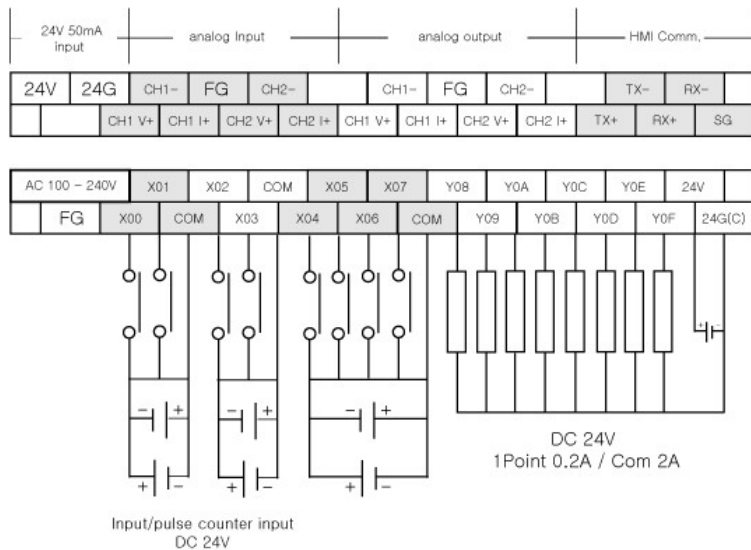 24V 50mA input analog Input analog output HMI Comm.
24V 24G CH1- FG CH2- CH1- FG CH2- TX- RX-
CH1 V+ CH1 I+ CH2 V+ CH2 I+ CH1 V+ CH1 I+ CH2 V+ CH2 I+ TX+ RX+ SG
AC 100 - 240V X01 X02 COM X05 X07 Y08 Y0A Y0C Y0E 24V
FG X00 COM X03 X04 X06 COM Y09 Y0B Y0D Y0F 24G(C)
+ -
- + - + - +
+ - + - + -
DC 24V
1Point 0.2A / Com 2A
Input/pulse counter input
DC 24V